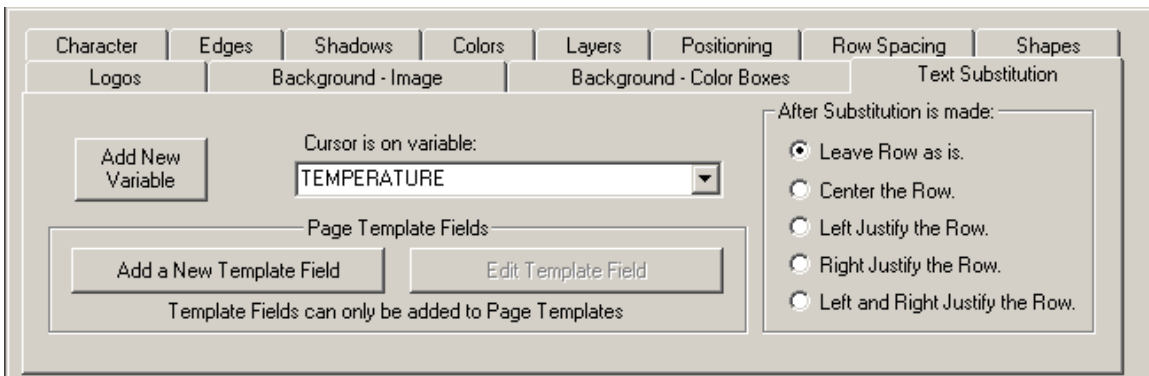 Character Edges Shadows Colors Layers Positioning Row Spacing Shapes
Logos Background - Image Background - Color Boxes Text Substitution
Add New
Variable
Cursor is on variable:
TEMPERATURE
Page Template Fields
Add a New Template Field Edit Template Field
Template Fields can only be added to Page Templates
After Substitution is made:
Leave Row as is.
Center the Row.
Left Justify the Row.
Right Justify the Row.
Left and Right Justify the Row.